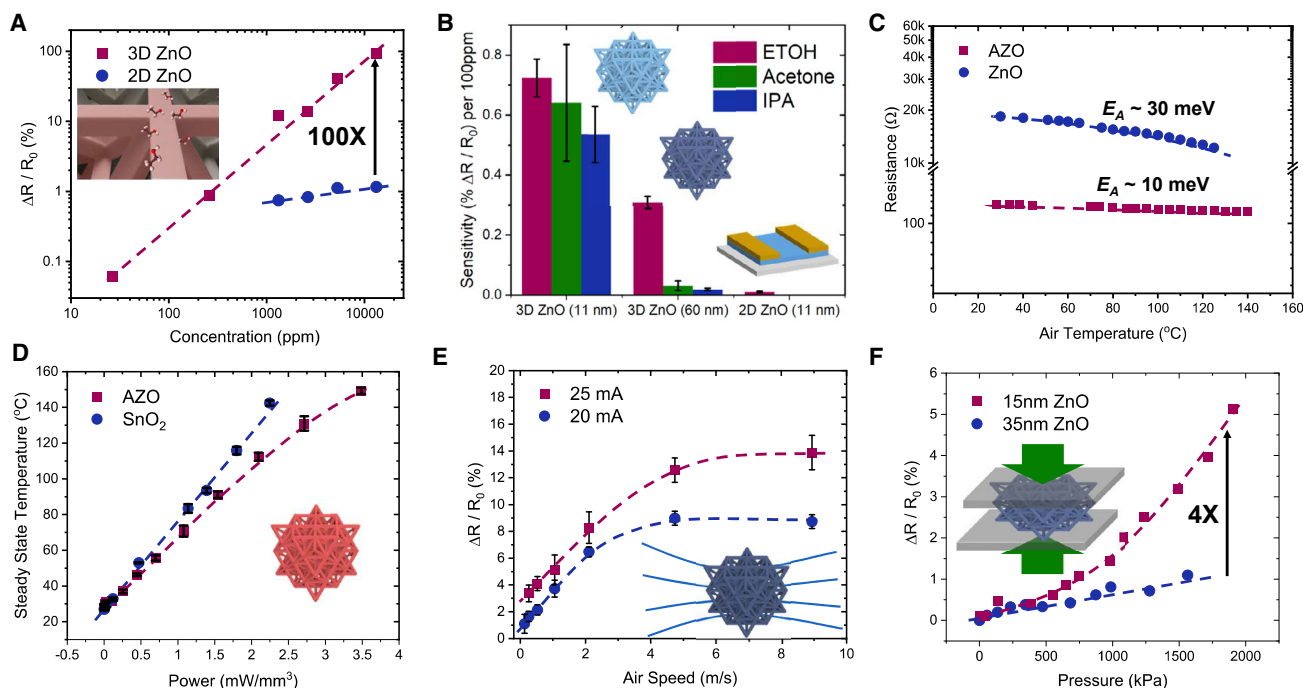 A
100
10
1
0.1
ΔR / R0 (%)
3D ZnO
2D ZnO
100X
10
100
1000
10000
Concentration (ppm)
B
0.8
0.6
0.4
0.2
0.0
Sensitivity (% ΔR / R0) per 100ppm
ETOH
Acetone
IPA
3D ZnO (11 nm)
3D ZnO (60 nm)
2D ZnO (11 nm)
C
60k
50k
40k
30k
20k
10k
100
Resistance (Ω)
AZO
ZnO
EA ~ 30 meV
EA ~ 10 meV
0
20
40
60
80
100
120
140
160
Air Temperature (oC)
D
160
140
120
100
80
60
40
20
Steady State Temperature (oC)
AZO
SnO2
-0.5
0
0.5
1
1.5
2
2.5
3
3.5
4
Power (mW/mm3)
E
20
18
16
14
12
10
8
6
4
2
0
ΔR / R0 (%)
25 mA
20 mA
0
2
4
6
8
10
Air Speed (m/s)
F
6
5
4
3
2
1
0
ΔR / R0 (%)
15nm ZnO
35nm ZnO
4X
0
500
1000
1500
2000
Pressure (kPa)